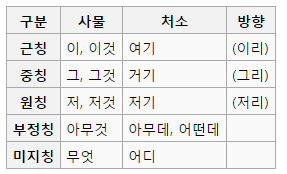 구분 사물 처소 방향
근칭 이, 이것 여기 (이리)
중칭 그, 그것 거기 (그리)
원칭 저, 저것 저기 (저리)
부정칭 아무것 아무데, 어떤데
미지칭 무엇 어디